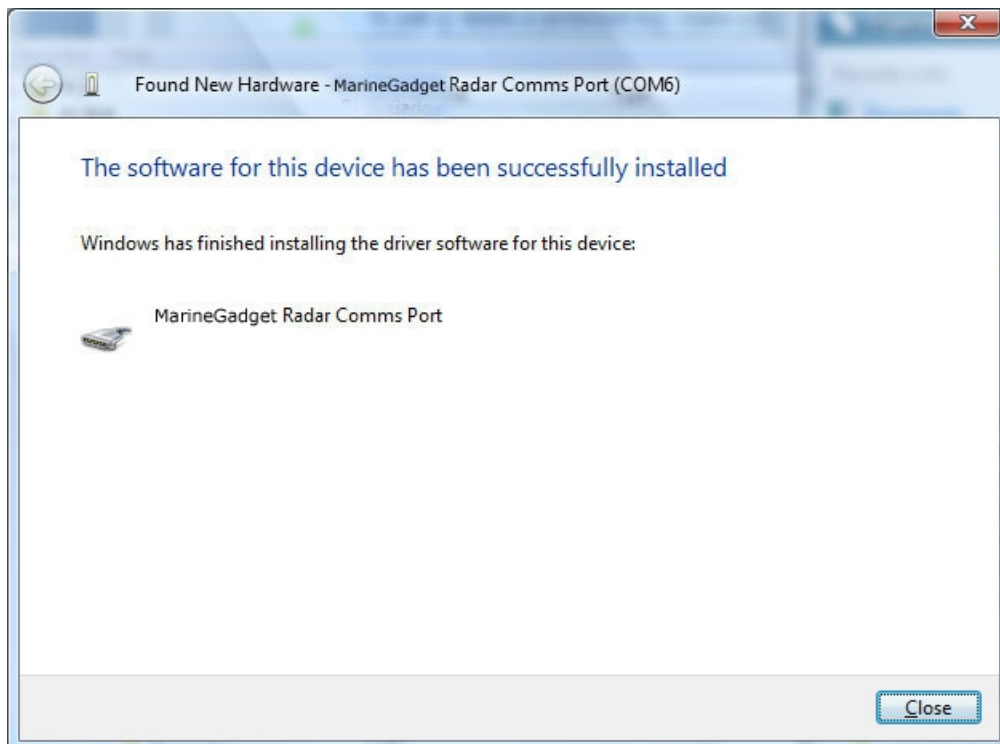 Found New Hardware - MarineGadget Radar Comms Port (COM6)
The software for this device has been successfully installed
Windows has finished installing the driver software for this device:
MarineGadget Radar Comms Port
Close